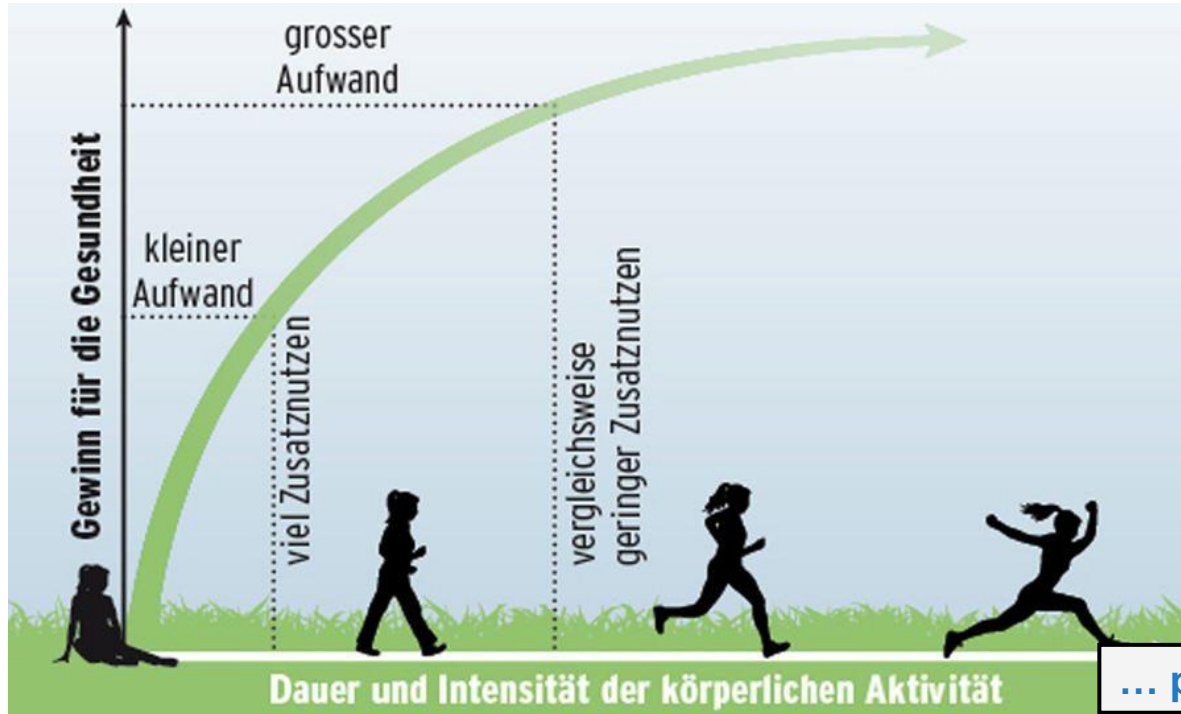 grosser
Aufwand
kleiner
Aufwand
Gewinn für die Gesundheit
viel Zusatznutzen
vergleichsweise
geringer Zusatznutzen
Dauer und Intensität der körperlichen Aktivität
... p